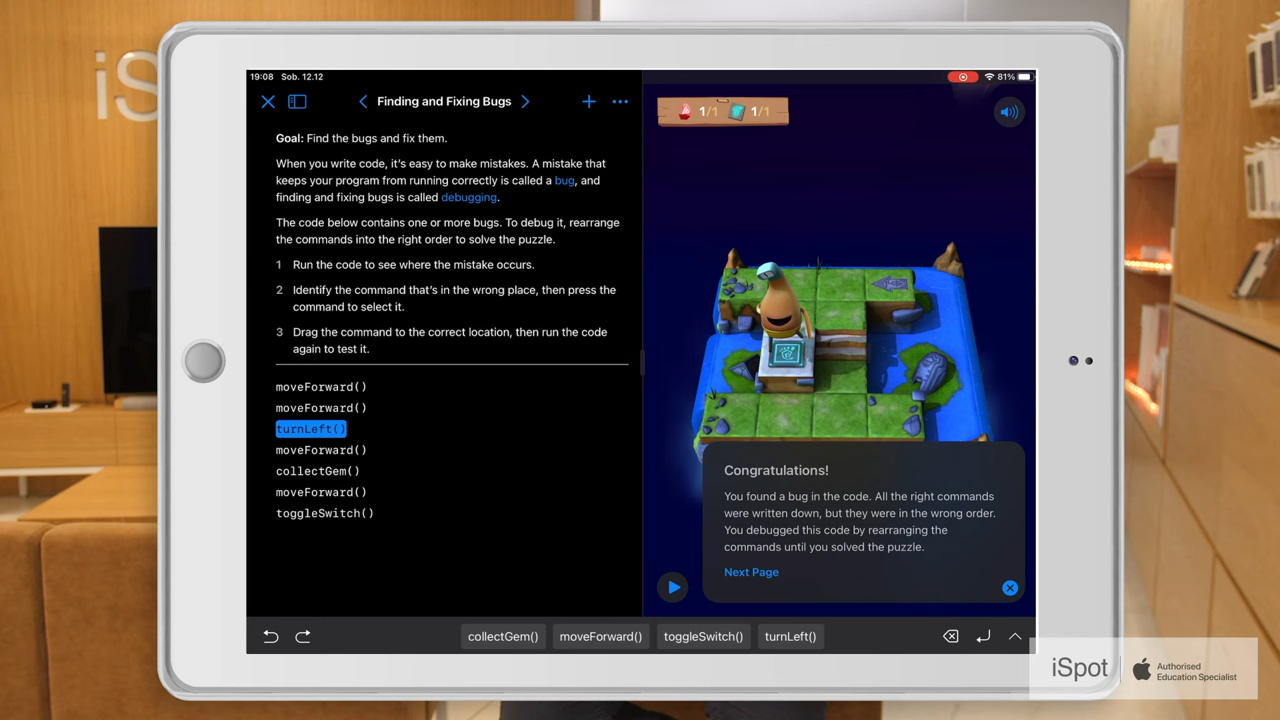 iS
19:08 Sob. 12.12
81%
Finding and Fixing Bugs
1/1 1/1
Goal: Find the bugs and fix them.
When you write code, it's easy to make mistakes. A mistake that
keeps your program from running correctly is called a bug, and
finding and fixing bugs is called debugging.
The code below contains one or more bugs. To debug it, rearrange
the commands into the right order to solve the puzzle.
1 Run the code to see where the mistake occurs.
2 Identify the command that's in the wrong place, then press the
command to select it.
3 Drag the command to the correct location, then run the code
again to test it.
moveForward()
moveForward()
turnLeft()
moveForward()
collectGem()
moveForward()
toggleSwitch()
Congratulations!
You found a bug in the code. All the right commands
were written down, but they were in the wrong order.
You debugged this code by rearranging the
commands until you solved the puzzle.
Next Page
collectGem() moveForward() toggleSwitch() turnLeft()
iSpot
Authorised
Education Specialist